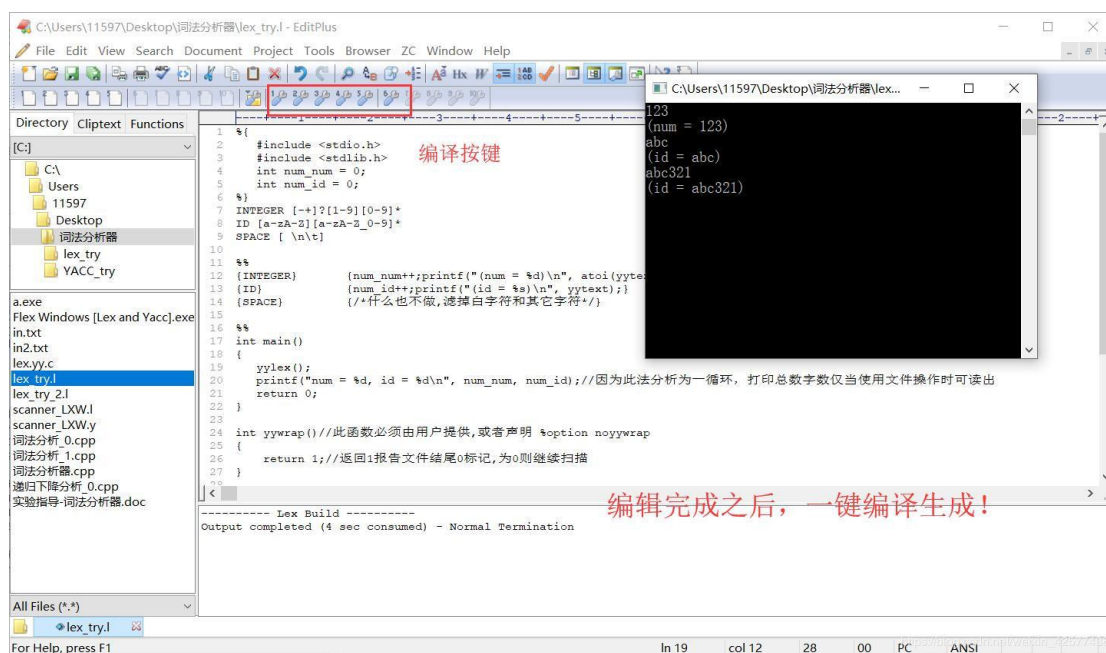 C:\Users\11597\Desktop\词法分析器\lex_try.l - EditPlus
File Edit View Search Document Project Tools Browser ZC Window Help
Directory Cliptext Functions
[C:]
C:\
Users
11597
Desktop
词法分析器
lex_try
YACC_try
a.exe
Flex Windows [Lex and Yacc].exe
in.txt
in2.txt
lex.yy.c
lex_try.l
lex_try_2.l
scanner_LXW.l
scanner_LXW.y
词法分析_0.cpp
词法分析_1.cpp
词法分析器.cpp
递归下降分析_0.cpp
实验指导-词法分析器.doc
All Files (*.*)
----+----1----+----2----+----3----+----4----+----5----+----
1 %{
2 #include <stdio.h>
3 #include <stdlib.h>
4 int num_num = 0;
5 int num_id = 0;
6 %}
7 INTEGER [-+]?[1-9][0-9]*
8 ID [a-zA-Z][a-zA-Z_0-9]*
9 SPACE [ \n\t]
10
11 %%
12 {INTEGER} {num_num++;printf("(num = %d)\n", atoi(yyte
13 {ID} {num_id++;printf("(id = %s)\n", yytext);}
14 {SPACE} {/*什么也不做,滤掉白字符和其它字符*/}
15
16 %%
17 int main()
18 {
19 yylex();
20 printf("num = %d, id = %d\n", num_num, num_id);//因为此法分析为一循环，打印总数字数仅当使用文件操作时可读出
21 return 0;
22 }
23
24 int yywrap()//此函数必须由用户提供,或者声明 %option noyywrap
25 {
26 return 1;//返回1报告文件结尾0标记,为0则继续扫描
27 }
编译按键
C:\Users\11597\Desktop\词法分析器\lex...
123
(num = 123)
abc
(id = abc)
abc321
(id = abc321)
编辑完成之后，一键编译生成！
---------- Lex Build ----------
Output completed (4 sec consumed) - Normal Termination
lex_try.l
For Help, press F1
ln 19 col 12 28 00 PC ANSI